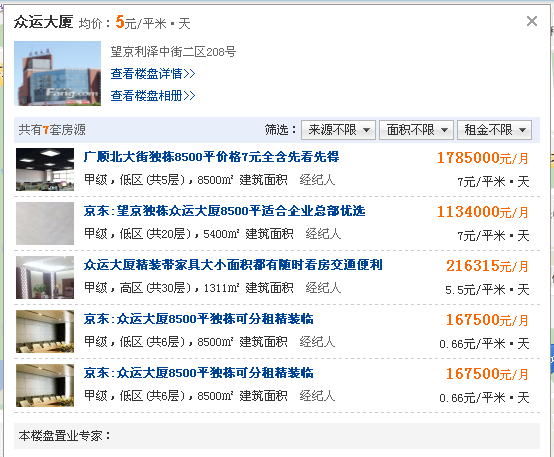 众运大厦 均价：5元/平米·天
望京利泽中街二区208号
查看楼盘详情>>
查看楼盘相册>>
共有7套房源 筛选： 来源不限 面积不限 租金不限
广顺北大街独栋8500平价格7元全含先看先得 1785000元/月
甲级，低区(共5层)，8500㎡ 建筑面积 经纪人 7元/平米·天
京东:望京独栋众运大厦8500平适合企业总部优选 1134000元/月
甲级，低区(共20层)，5400㎡ 建筑面积 经纪人 7元/平米·天
众运大厦精装带家具大小面积都有随时看房交通便利 216315元/月
甲级，高区(共30层)，1311㎡ 建筑面积 经纪人 5.5元/平米·天
京东:众运大厦8500平独栋可分租精装临 167500元/月
甲级，低区(共6层)，8500㎡ 建筑面积 经纪人 0.66元/平米·天
京东:众运大厦8500平独栋可分租精装临 167500元/月
甲级，低区(共6层)，8500㎡ 建筑面积 经纪人 0.66元/平米·天
本楼盘置业专家：